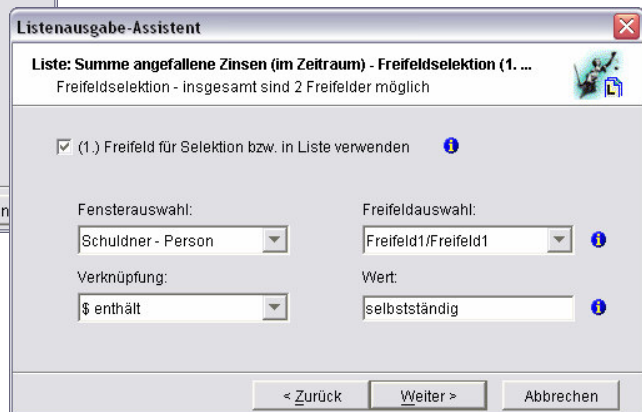 Listenausgabe-Assistent
Liste: Summe angefallene Zinsen (im Zeitraum) - Freifeldselektion (1. ...
Freifeldselektion - insgesamt sind 2 Freifelder möglich
(1.) Freifeld für Selektion bzw. in Liste verwenden
Fensterauswahl:
Freifeldauswahl:
Schuldner - Person
Freifeld1/Freifeld1
Verknüpfung:
Wert:
$ enthält
selbstständig
< Zurück
Weiter >
Abbrechen